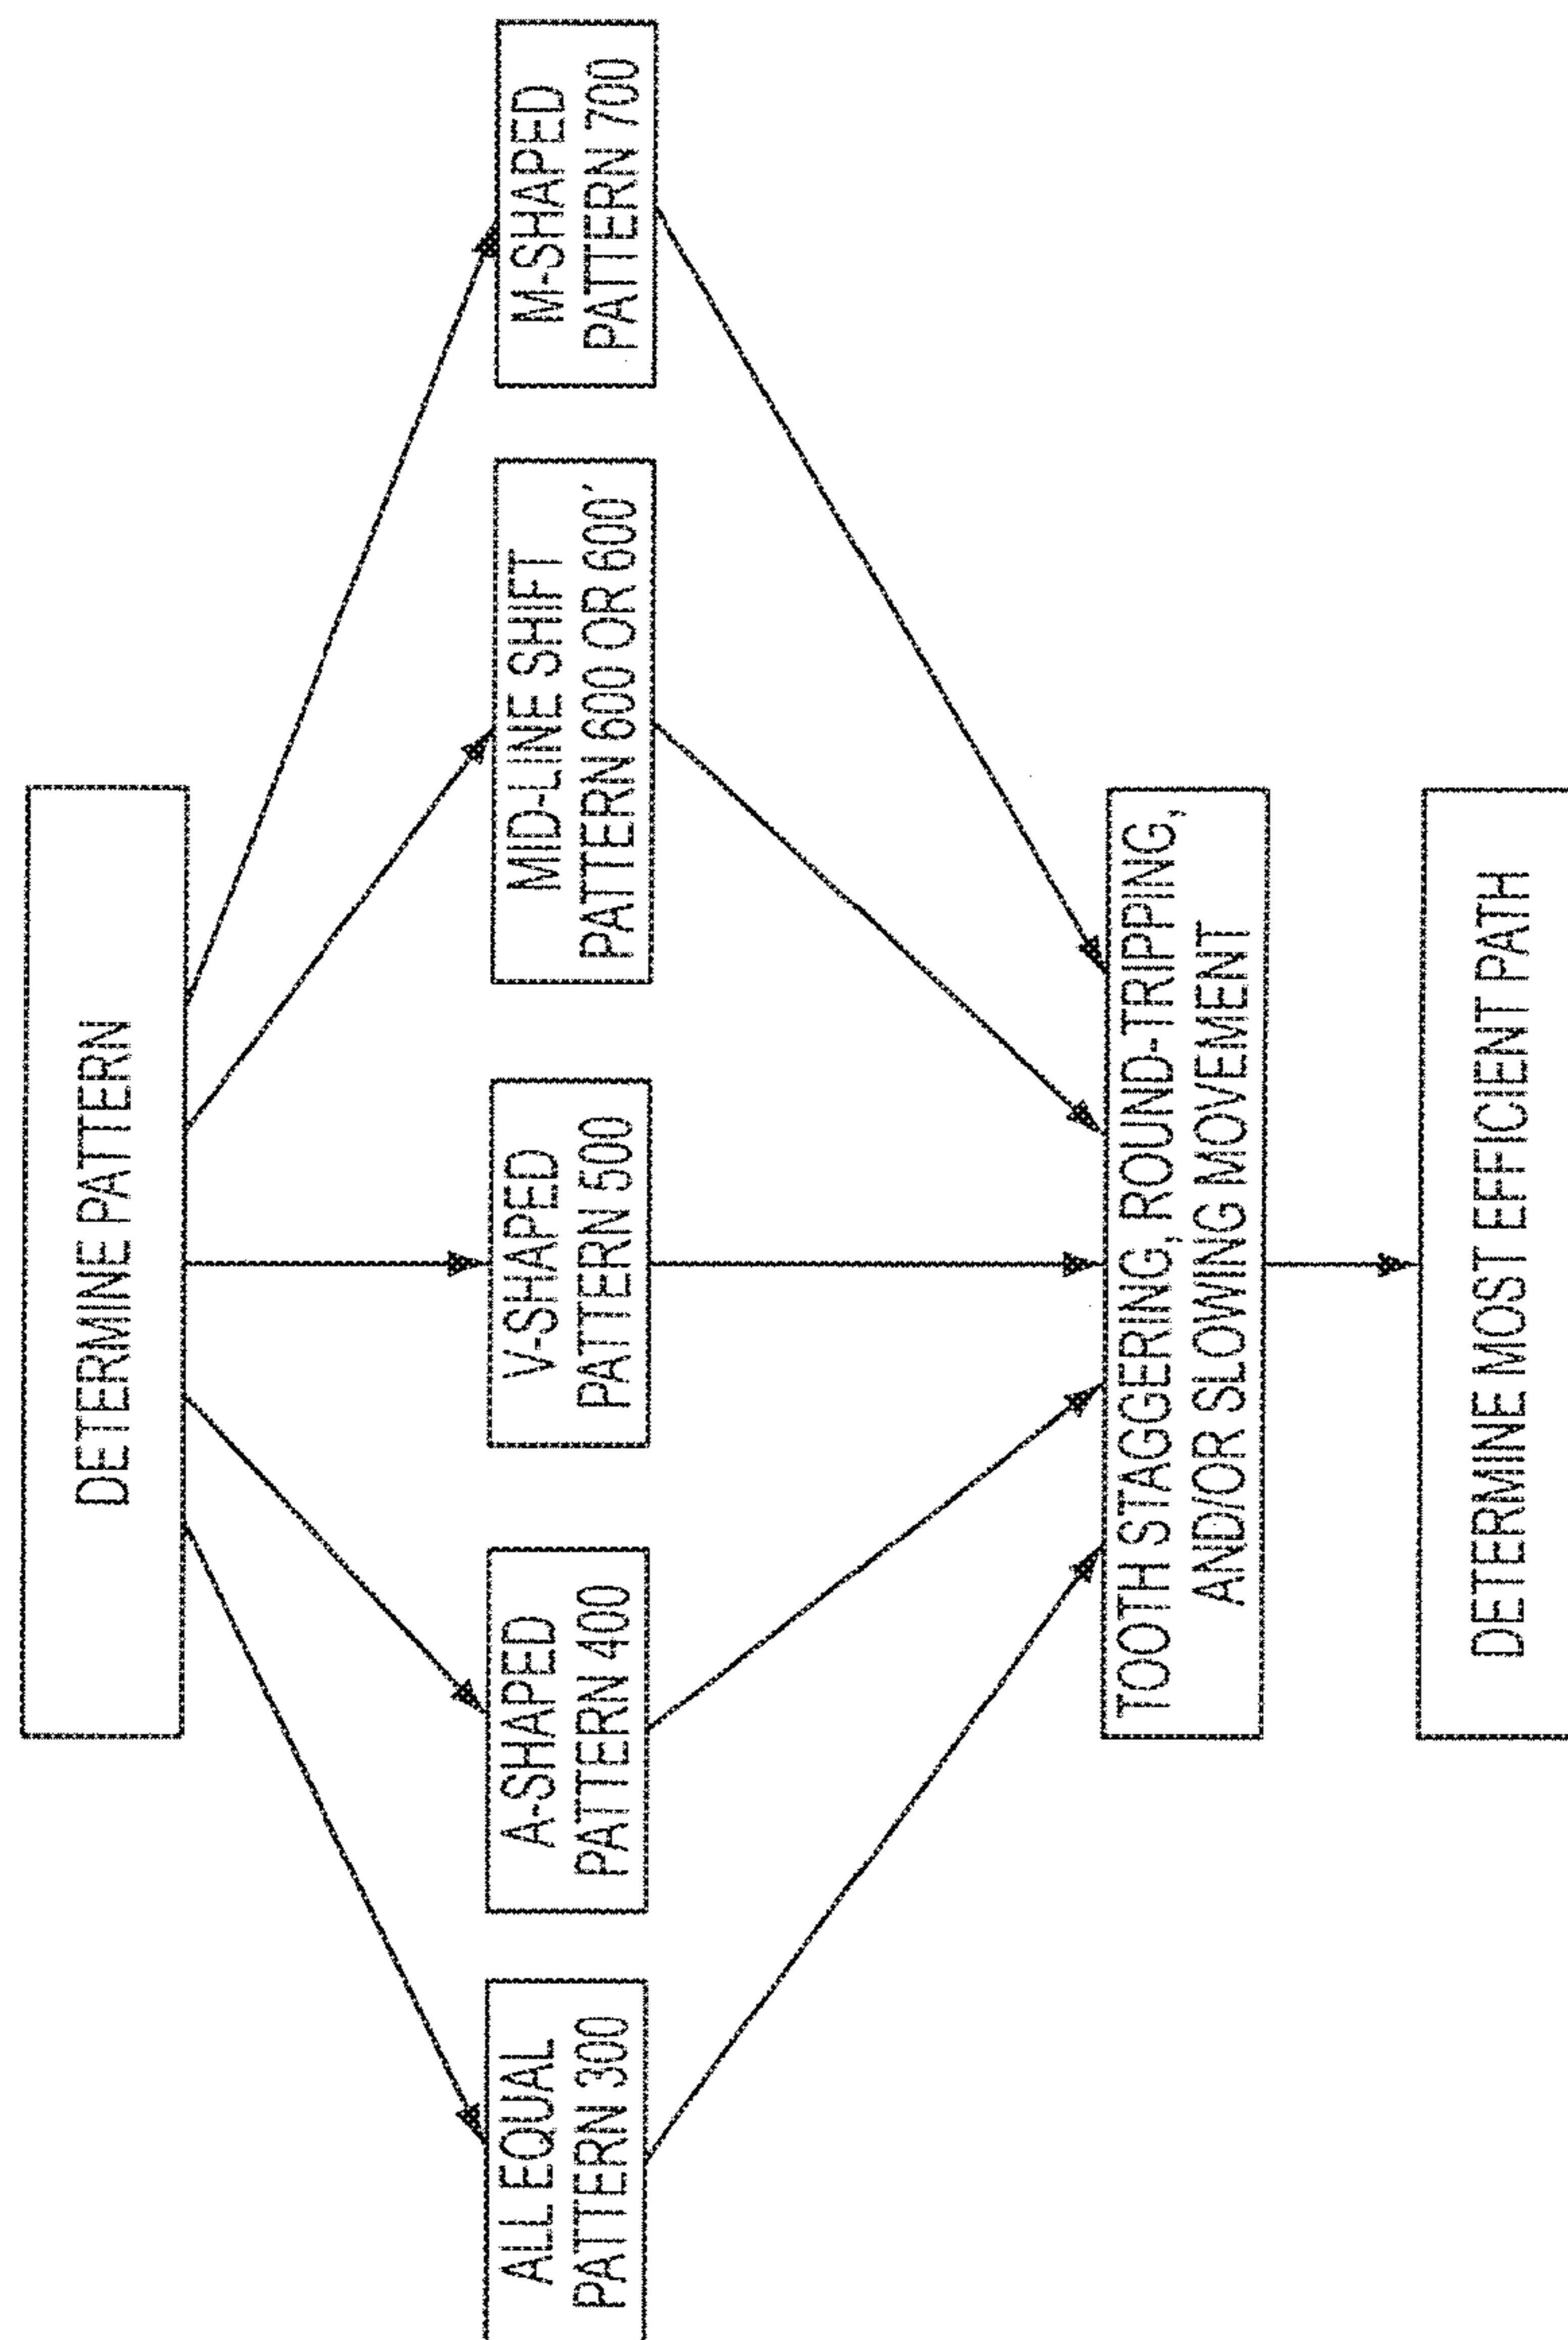 DETERMINE PATTERN
ALL EQUAL
PATTERN 300
A-SHAPED
PATTERN 400
V-SHAPED
PATTERN 500
MID-LINE SHIFT
PATTERN 600 OR 600'
M-SHAPED
PATTERN 700
TOOTH STAGGERING, ROUND-TRIPPING,
AND/OR SLOWING MOVEMENT
DETERMINE MOST EFFICIENT PATH